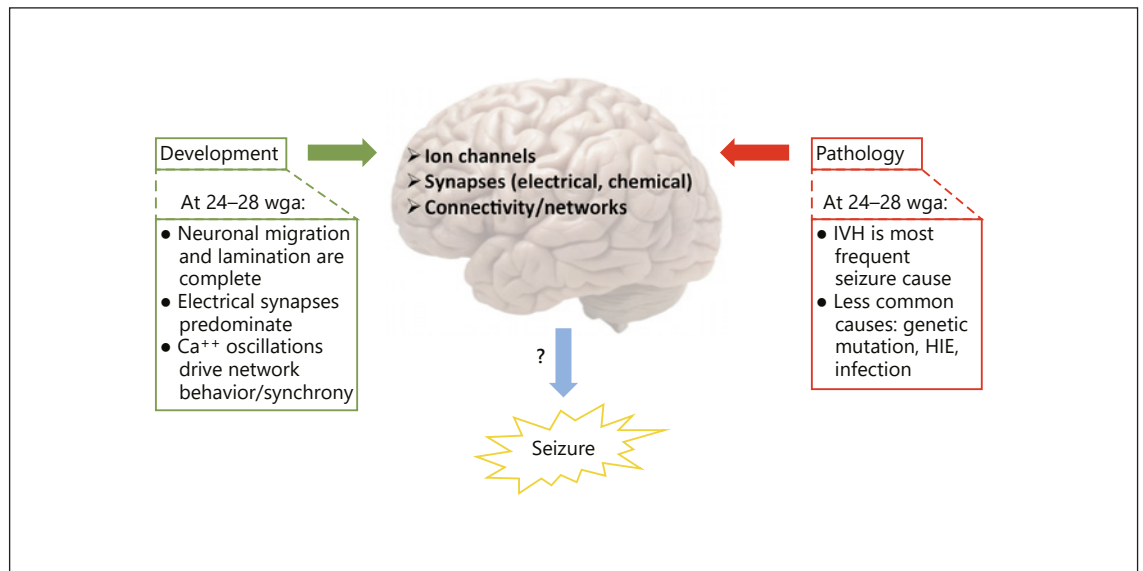 Development
At 24–28 wga:
● Neuronal migration
and lamination are
complete
● Electrical synapses
predominate
● Ca⁺⁺ oscillations
drive network
behavior/synchrony
➢ Ion channels
➢ Synapses (electrical, chemical)
➢ Connectivity/networks
Pathology
At 24–28 wga:
● IVH is most
frequent
seizure cause
● Less common
causes: genetic
mutation, HIE,
infection
?
Seizure